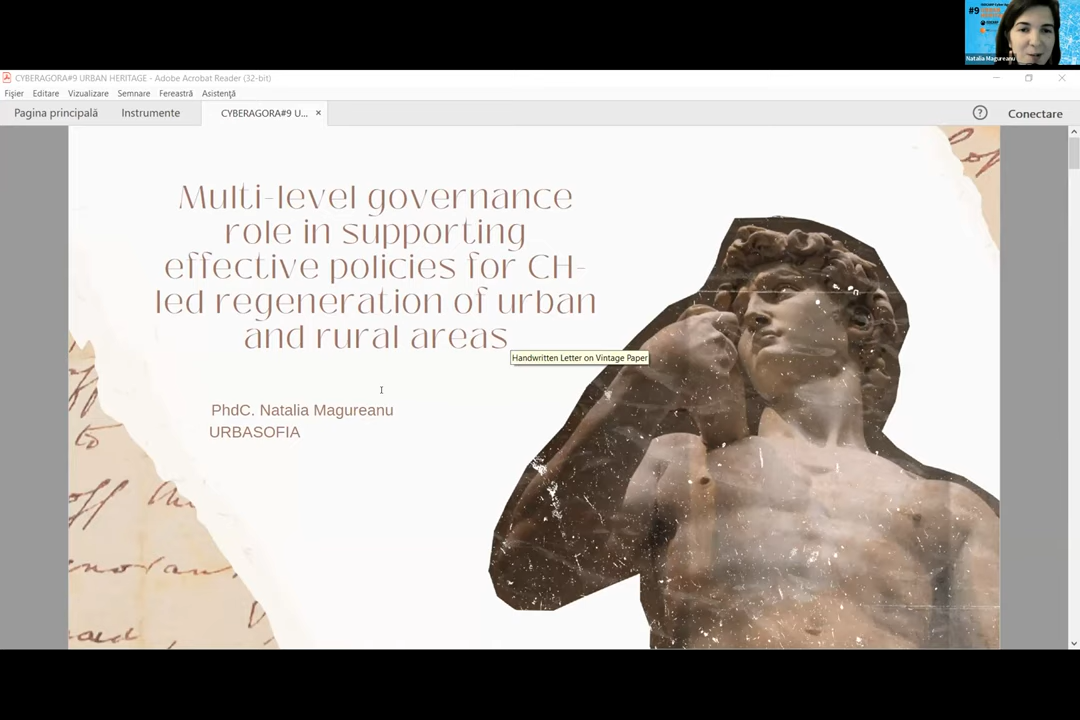 #9
Natalia Magureanu
CYBERAGORA#9 URBAN HERITAGE - Adobe Acrobat Reader (32-bit)
Fișier Editare Vizualizare Semnare Fereastră Asistență
Pagina principală Instrumente CYBERAGORA#9 U... × ? Conectare
Multi-level governance
role in supporting
effective policies for CH-
led regeneration of urban
and rural areas
Handwritten Letter on Vintage Paper
PhdC. Natalia Magureanu
URBASOFIA
to
off